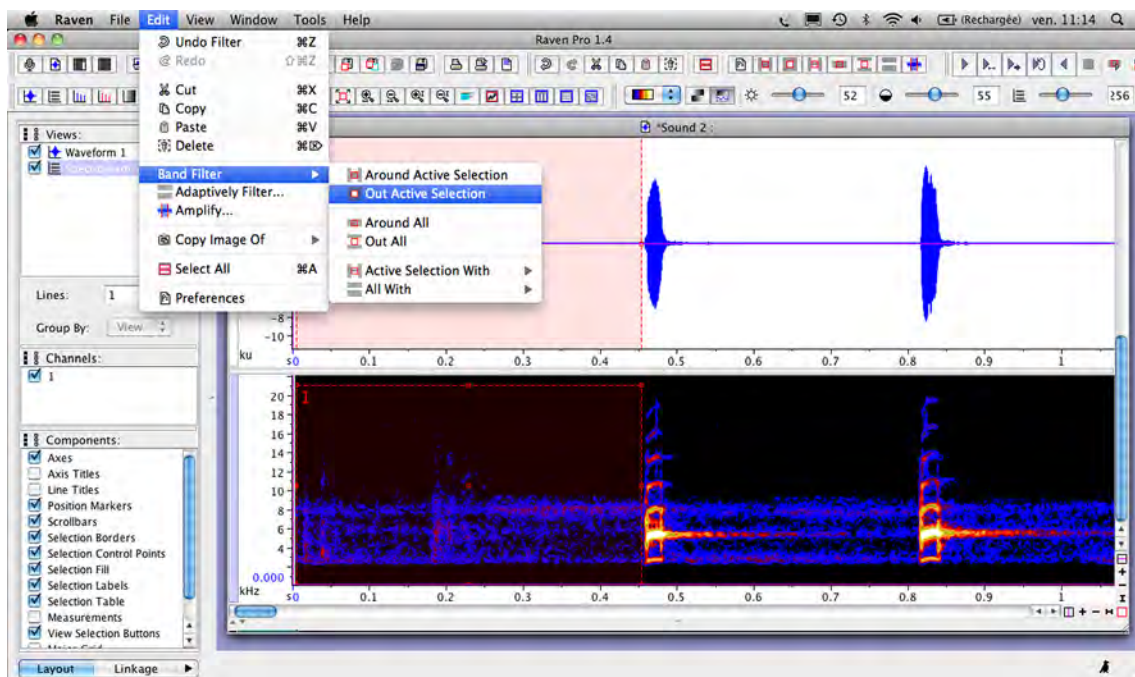 Raven File Edit View Window Tools Help (Rechargée) ven. 11:14
Raven Pro 1.4
Undo Filter ⌘Z
Redo ⇧⌘Z
Cut ⌘X
Copy ⌘C
Paste ⌘V
Delete ⌘⌦
Band Filter
Adaptively Filter...
Amplify...
Copy Image Of
Select All ⌘A
Preferences
Around Active Selection
Out Active Selection
Around All
Out All
Active Selection With
All With
52 55 256
*Sound 2 :
Views:
Waveform 1
Lines: 1
Group By: View
Channels:
1
Components:
Axes
Axis Titles
Line Titles
Position Markers
Scrollbars
Selection Borders
Selection Control Points
Selection Fill
Selection Labels
Selection Table
Measurements
View Selection Buttons
Layout Linkage
-8
-10
ku
s0 0.1 0.2 0.3 0.4 0.5 0.6 0.7 0.8 0.9 1
1
20
18
16
14
12
10
8
6
4
0.000
kHz
s0 0.1 0.2 0.3 0.4 0.5 0.6 0.7 0.8 0.9 1